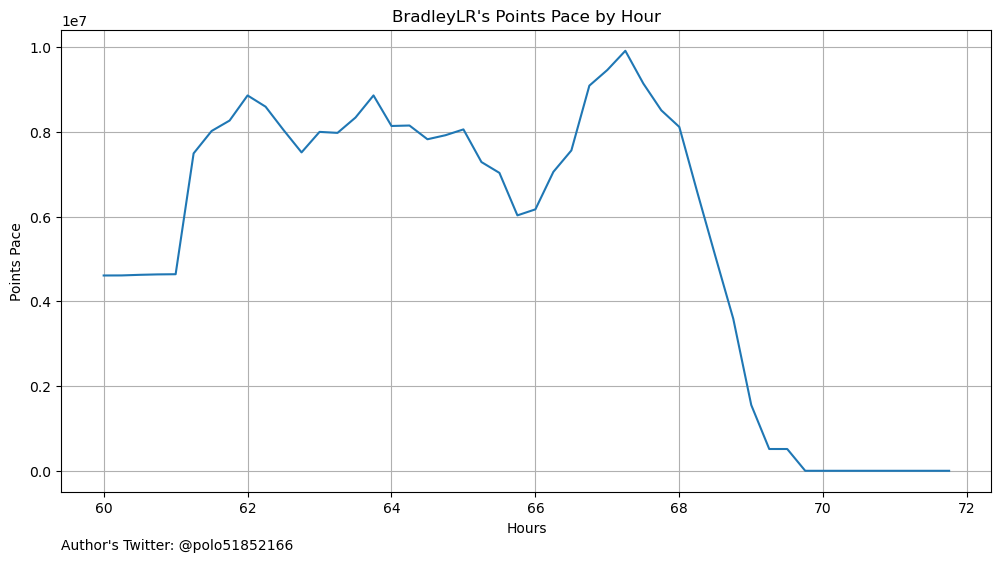 BradleyLR's Points Pace by Hour
1e7
1.0
0.8
0.6
0.4
0.2
0.0
Points Pace
60 62 64 66 68 70 72
Hours
Author's Twitter: @polo51852166